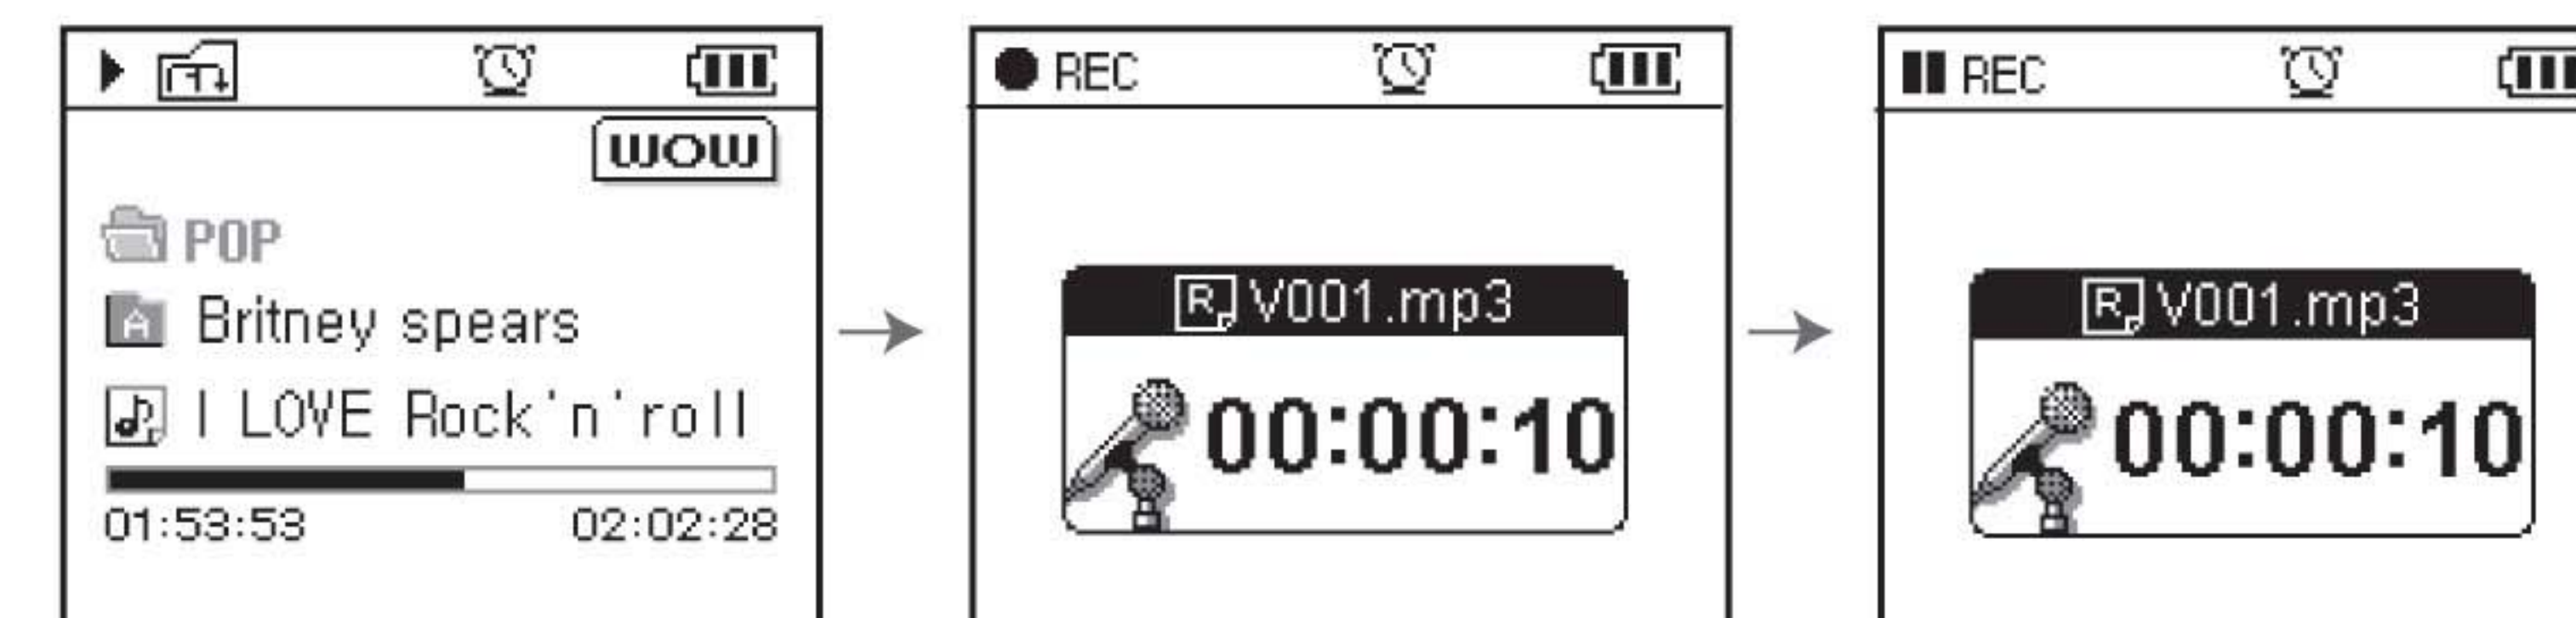 WOW
POP
A Britney spears
I LOVE Rock'n'roll
01:53:53 02:02:28
REC
R V001.mp3
00:00:10
REC
R V001.mp3
00:00:10